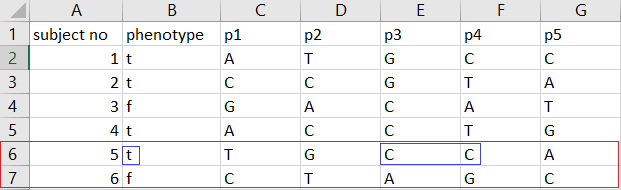 A B C D E F G
1 subject no phenotype p1 p2 p3 p4 p5
2 1 t A T G C C
3 2 t C C G T A
4 3 f G A C A T
5 4 t A C C T G
6 5 t T G C C A
7 6 f C T A G C